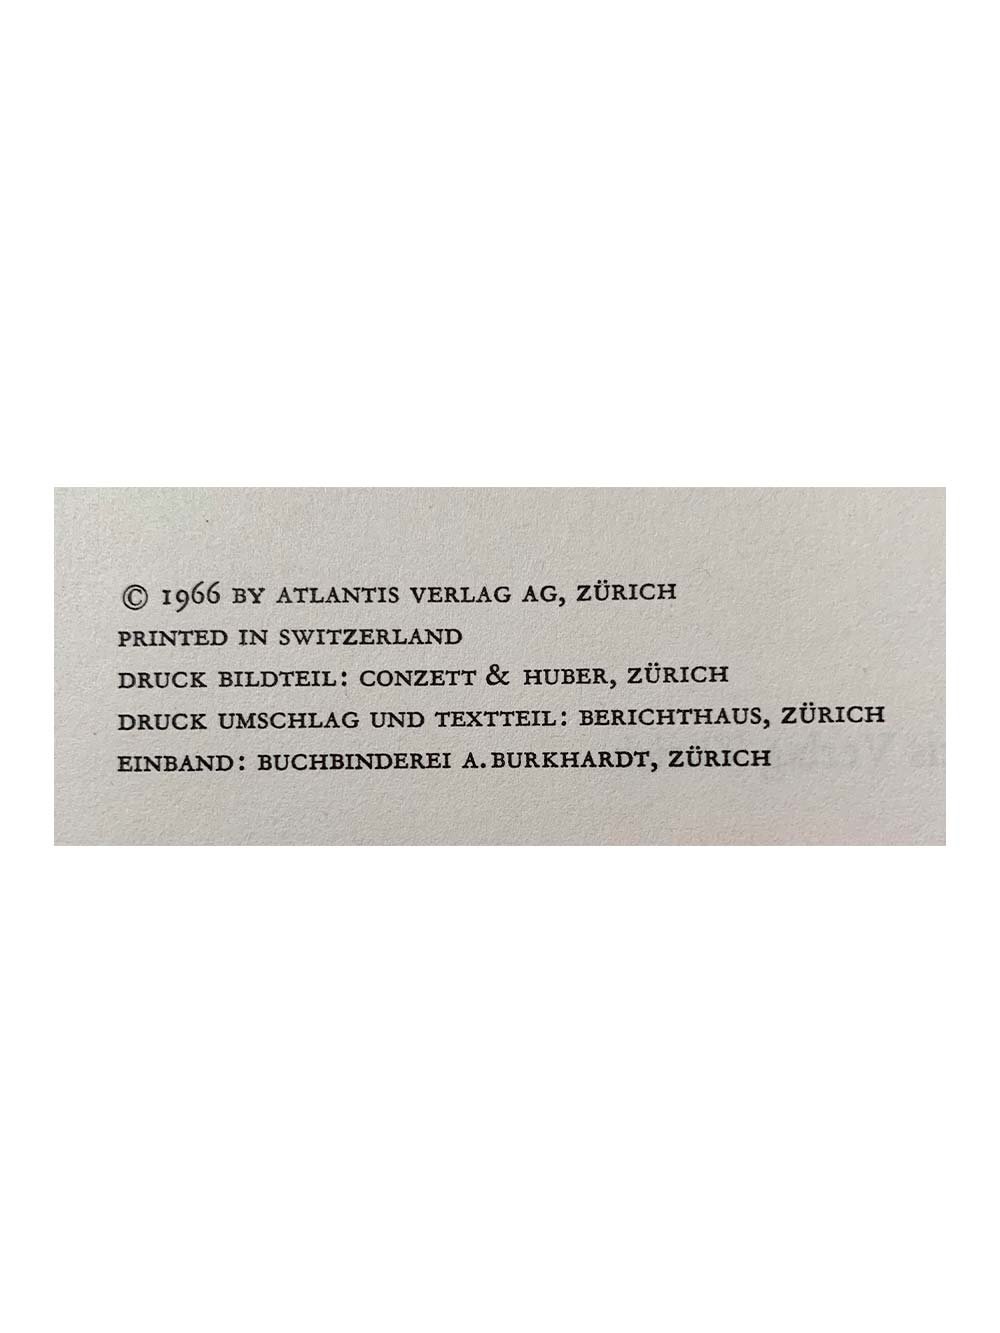 © 1966 BY ATLANTIS VERLAG AG, ZÜRICH
PRINTED IN SWITZERLAND
DRUCK BILDTEIL: CONZETT & HUBER, ZÜRICH
DRUCK UMSCHLAG UND TEXTTEIL: BERICHTHAUS, ZÜRICH
EINBAND: BUCHBINDEREI A. BURKHARDT, ZÜRICH